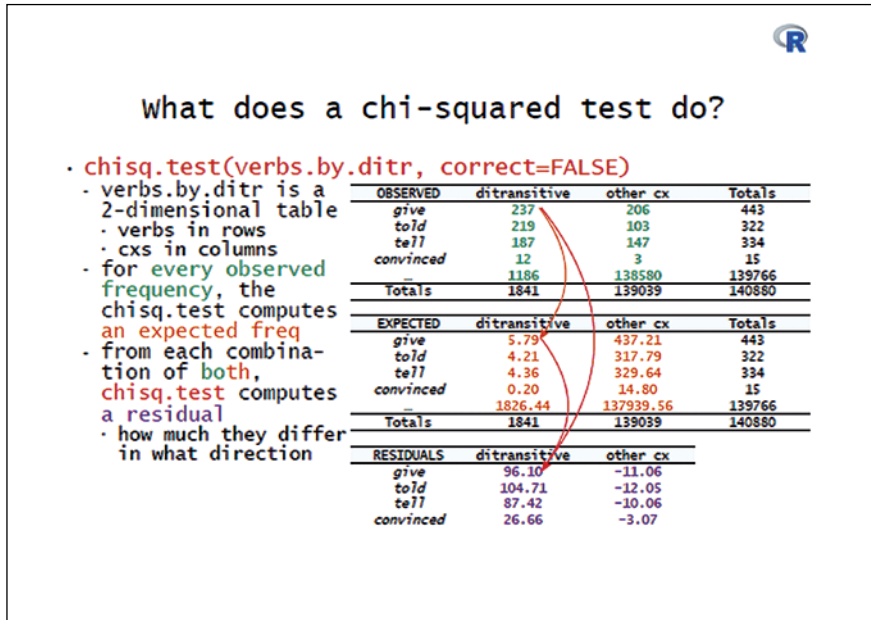 R
What does a chi-squared test do?
· chisq.test(verbs.by.ditr, correct=FALSE)
· verbs.by.ditr is a
2-dimensional table
· verbs in rows
· cxs in columns
· for every observed
frequency, the
chisq.test computes
an expected freq
· from each combina-
tion of both,
chisq.test computes
a residual
· how much they differ
in what direction
OBSERVED ditransitive other cx Totals
give 237 206 443
told 219 103 322
tell 187 147 334
convinced 12 3 15
_ 1186 138580 139766
Totals 1841 139039 140880
EXPECTED ditransitive other cx Totals
give 5.79 437.21 443
told 4.21 317.79 322
tell 4.36 329.64 334
convinced 0.20 14.80 15
_ 1826.44 137939.56 139766
Totals 1841 139039 140880
RESIDUALS ditransitive other cx
give 96.10 -11.06
told 104.71 -12.05
tell 87.42 -10.06
convinced 26.66 -3.07